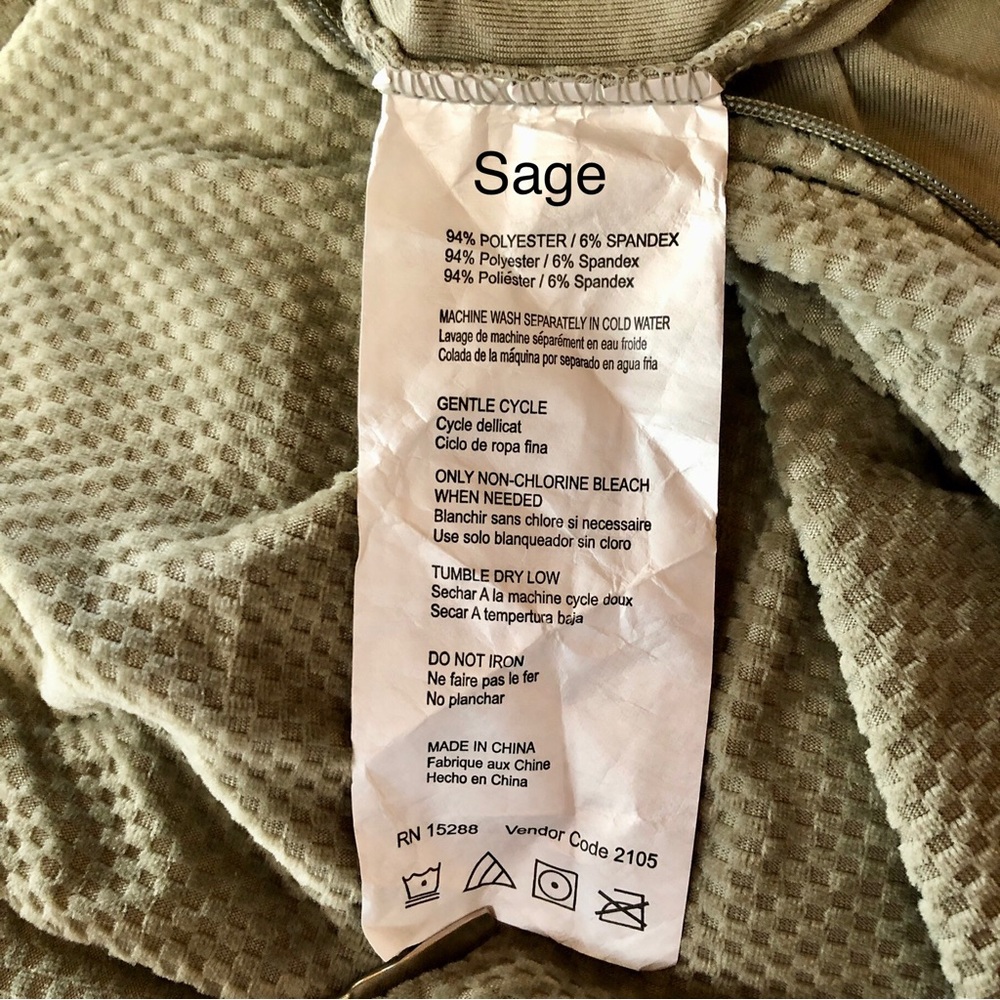 Sage
94% POLYESTER / 6% SPANDEX
94% Polyester / 6% Spandex
94% Poliéster / 6% Spandex
MACHINE WASH SEPARATELY IN COLD WATER
Lavage de machine séparément en eau froide
Colada de la máquina por separado en agua fria
GENTLE CYCLE
Cycle dellicat
Ciclo de ropa fina
ONLY NON-CHLORINE BLEACH
WHEN NEEDED
Blanchir sans chlore si necessaire
Use solo blanqueador sin cloro
TUMBLE DRY LOW
Sechar A la machine cycle doux
Secar A tempertura baja
DO NOT IRON
Ne faire pas le fer
No planchar
MADE IN CHINA
Fabrique aux Chine
Hecho en China
RN 15288 Vendor Code 2105